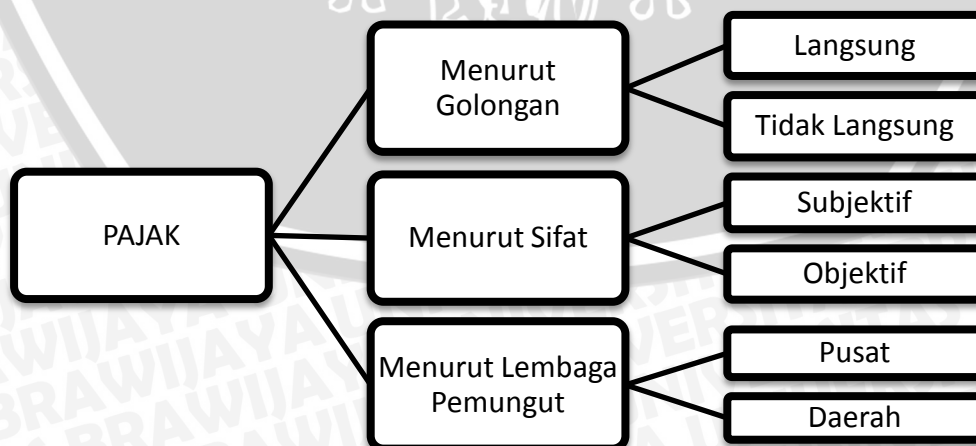 PAJAK
Menurut
Golongan
Langsung
Tidak Langsung
Menurut Sifat
Subjektif
Objektif
Menurut Lembaga
Pemungut
Pusat
Daerah